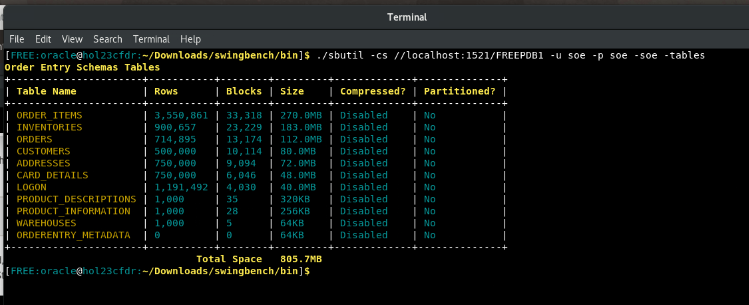 Terminal
File Edit View Search Terminal Help
[FREE:oracle@hol23cfdr:~/Downloads/swingbench/bin]$ ./sbutil -cs //localhost:1521/FREEPDB1 -u soe -p soe -soe -tables
Order Entry Schemas Tables
+----------------------+-----------+--------+---------+-------------+--------------+
| Table Name | Rows | Blocks | Size | Compressed? | Partitioned? |
+----------------------+-----------+--------+---------+-------------+--------------+
| ORDER_ITEMS | 3,550,861 | 33,318 | 270.0MB | Disabled | No |
| INVENTORIES | 900,657 | 23,229 | 183.0MB | Disabled | No |
| ORDERS | 714,895 | 13,174 | 112.0MB | Disabled | No |
| CUSTOMERS | 500,000 | 10,114 | 80.0MB | Disabled | No |
| ADDRESSES | 750,000 | 9,094 | 72.0MB | Disabled | No |
| CARD_DETAILS | 750,000 | 6,046 | 48.0MB | Disabled | No |
| LOGON | 1,191,492 | 4,030 | 40.0MB | Disabled | No |
| PRODUCT_DESCRIPTIONS | 1,000 | 35 | 320KB | Disabled | No |
| PRODUCT_INFORMATION | 1,000 | 28 | 256KB | Disabled | No |
| WAREHOUSES | 1,000 | 5 | 64KB | Disabled | No |
| ORDERENTRY_METADATA | 0 | 0 | 64KB | Disabled | No |
+----------------------+-----------+--------+---------+-------------+--------------+
Total Space 805.7MB
[FREE:oracle@hol23cfdr:~/Downloads/swingbench/bin]$